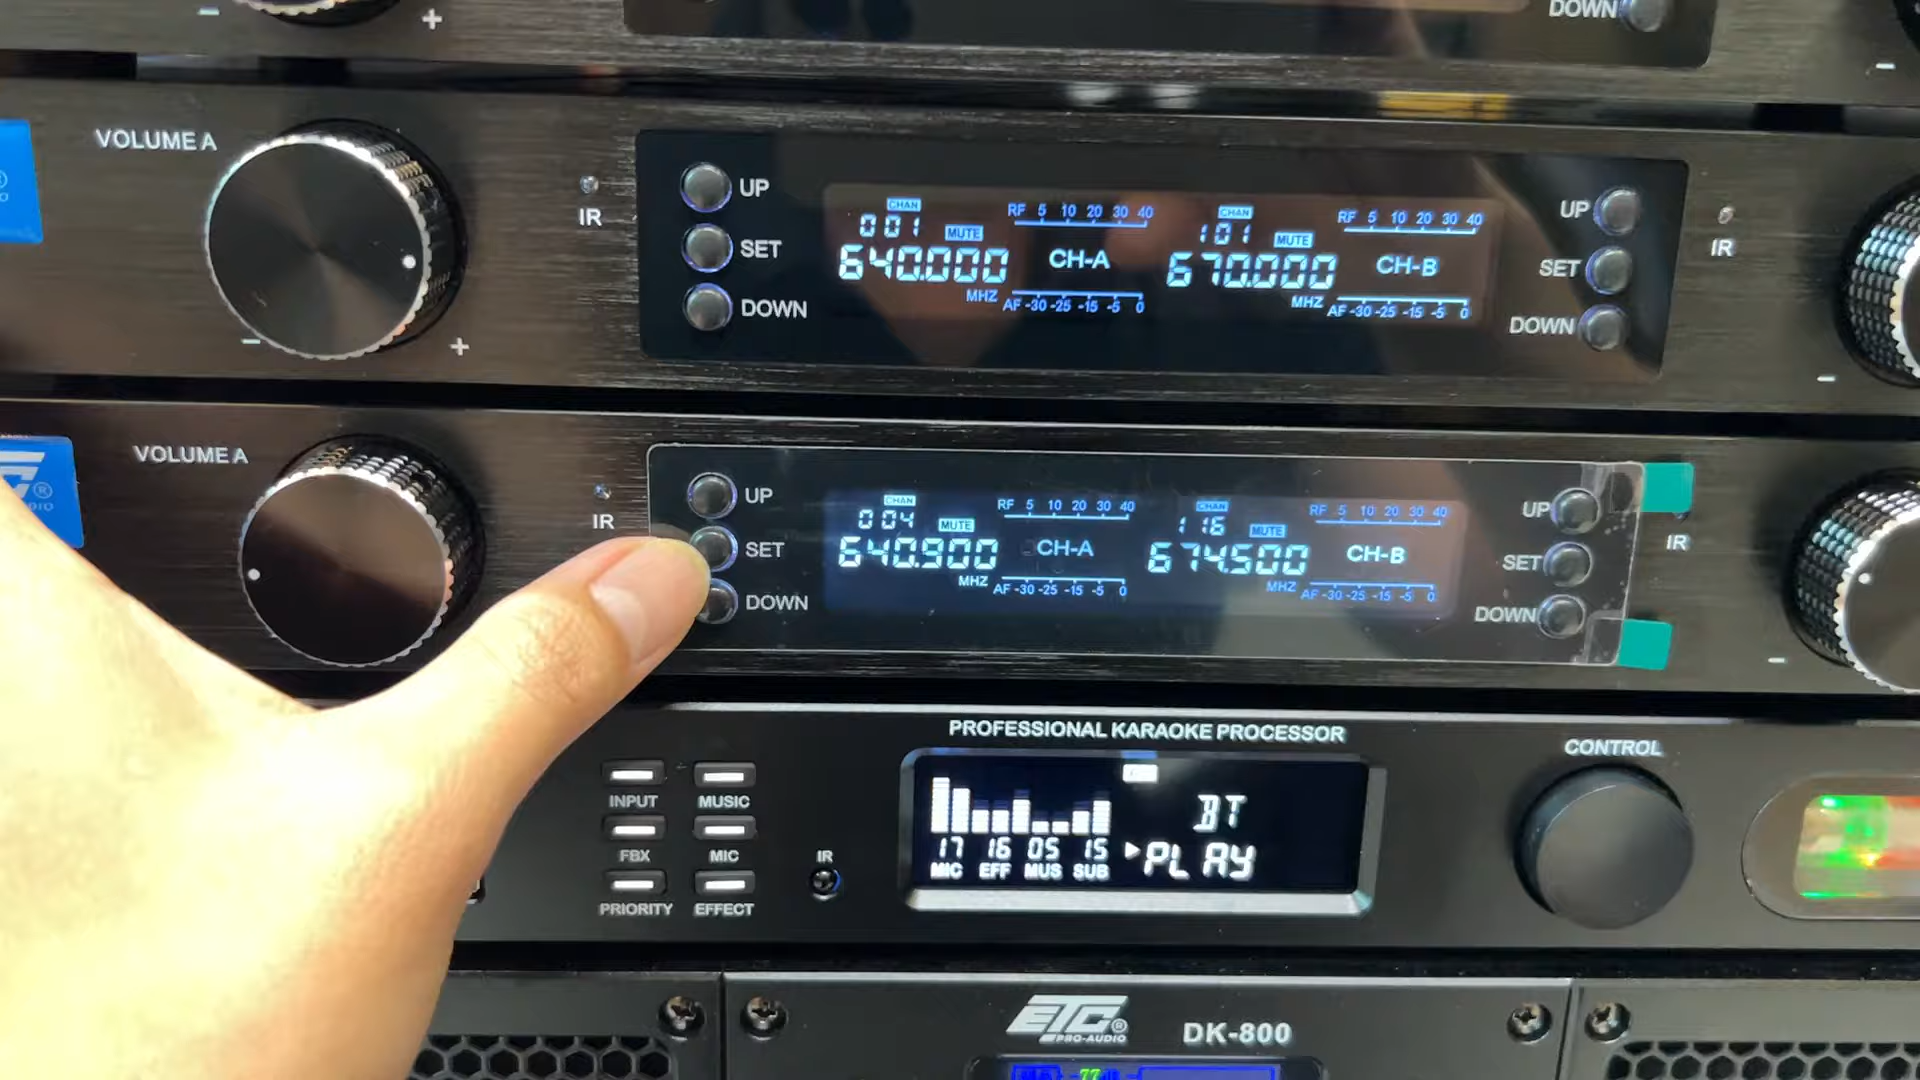 - +
DOWN
-
VOLUME A
- +
IR
UP
SET
DOWN
CHAN
001
MUTE
640.000
MHZ
RF 5 10 20 30 40
CH-A
AF -30 -25 -15 -5 0
CHAN
101
MUTE
670.000
MHZ
RF 5 10 20 30 40
CH-B
AF -30 -25 -15 -5 0
UP
SET
DOWN
IR
-
VOLUME A
IR
UP
SET
DOWN
CHAN
004
MUTE
640.900
MHZ
RF 5 10 20 30 40
CH-A
AF -30 -25 -15 -5 0
CHAN
116
MUTE
674.500
MHZ
RF 5 10 20 30 40
CH-B
AF -30 -25 -15 -5 0
UP
SET
DOWN
IR
-
PROFESSIONAL KARAOKE PROCESSOR
CONTROL
INPUT MUSIC
FBX MIC
PRIORITY EFFECT
IR
17 16 05 15
MIC EFF MUS SUB
BT
PLAY
ETC®
PRO-AUDIO
DK-800